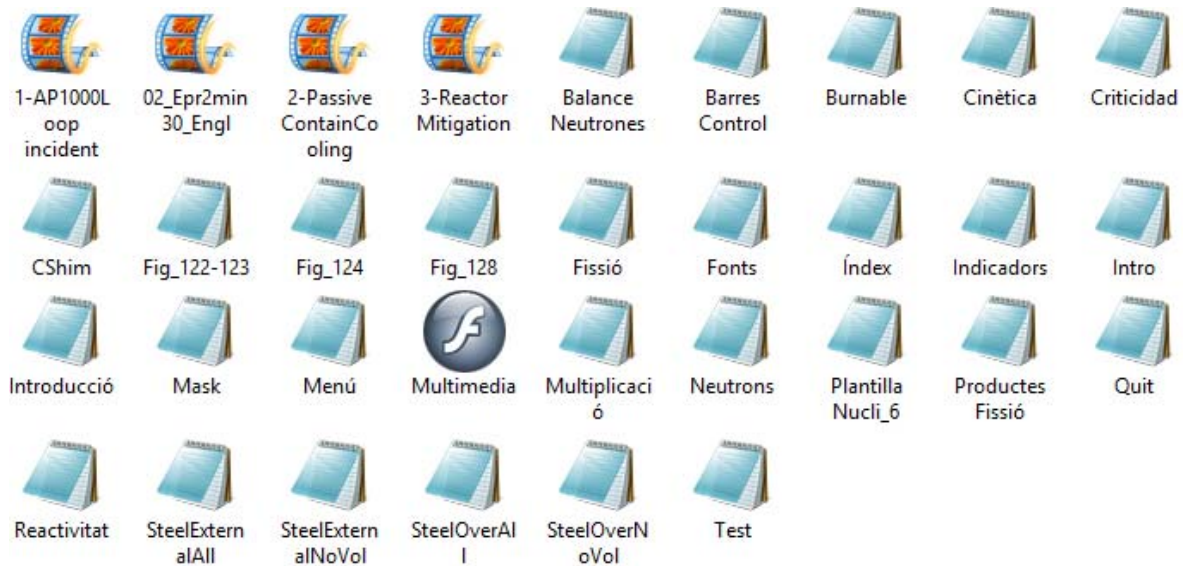 1-AP1000L 02_Epr2min 2-Passive 3-Reactor Balance Barres Burnable Cinètica Criticidad
oop 30_Engl ContainCo Mitigation Neutrones Control
incident oling
CShim Fig_122-123 Fig_124 Fig_128 Fissió Fonts Índex Indicadors Intro
Introducció Mask Menú Multimedia Multiplicaci Neutrons Plantilla Productes Quit
ó Nucli_6 Fissió
Reactivitat SteelExtern SteelExtern SteelOverAl SteelOverN Test
alAll alNoVol l oVol